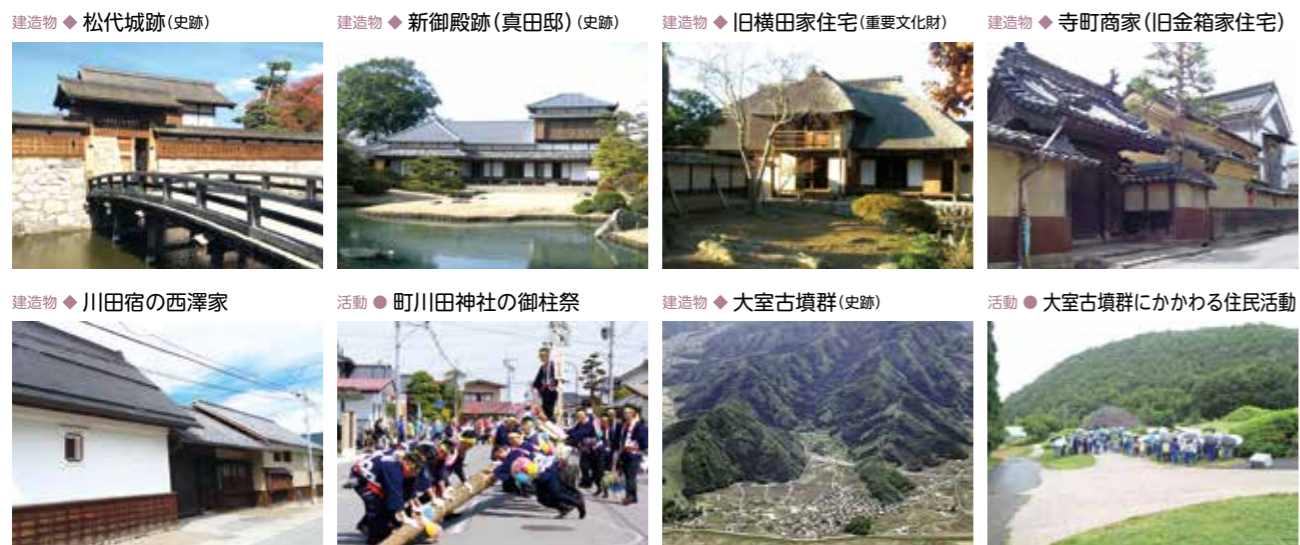 建造物 ◆ 松代城跡(史跡)
建造物 ◆ 新御殿跡(真田邸)(史跡)
建造物 ◆ 旧横田家住宅(重要文化財)
建造物 ◆ 寺町商家(旧金箱家住宅)
建造物 ◆ 川田宿の西澤家
活動 ● 町川田神社の御柱祭
建造物 ◆ 大室古墳群(史跡)
活動 ● 大室古墳群にかかわる住民活動